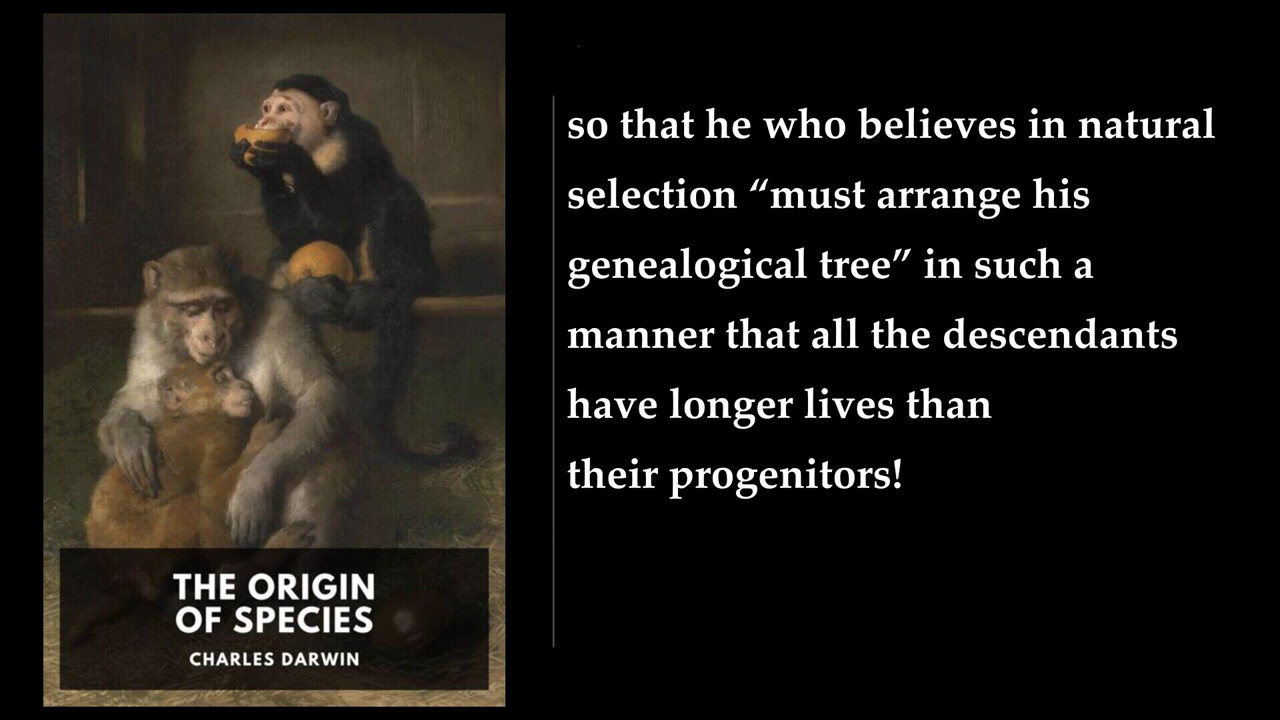 THE ORIGIN
OF SPECIES
CHARLES DARWIN
so that he who believes in natural
selection “must arrange his
genealogical tree” in such a
manner that all the descendants
have longer lives than
their progenitors!